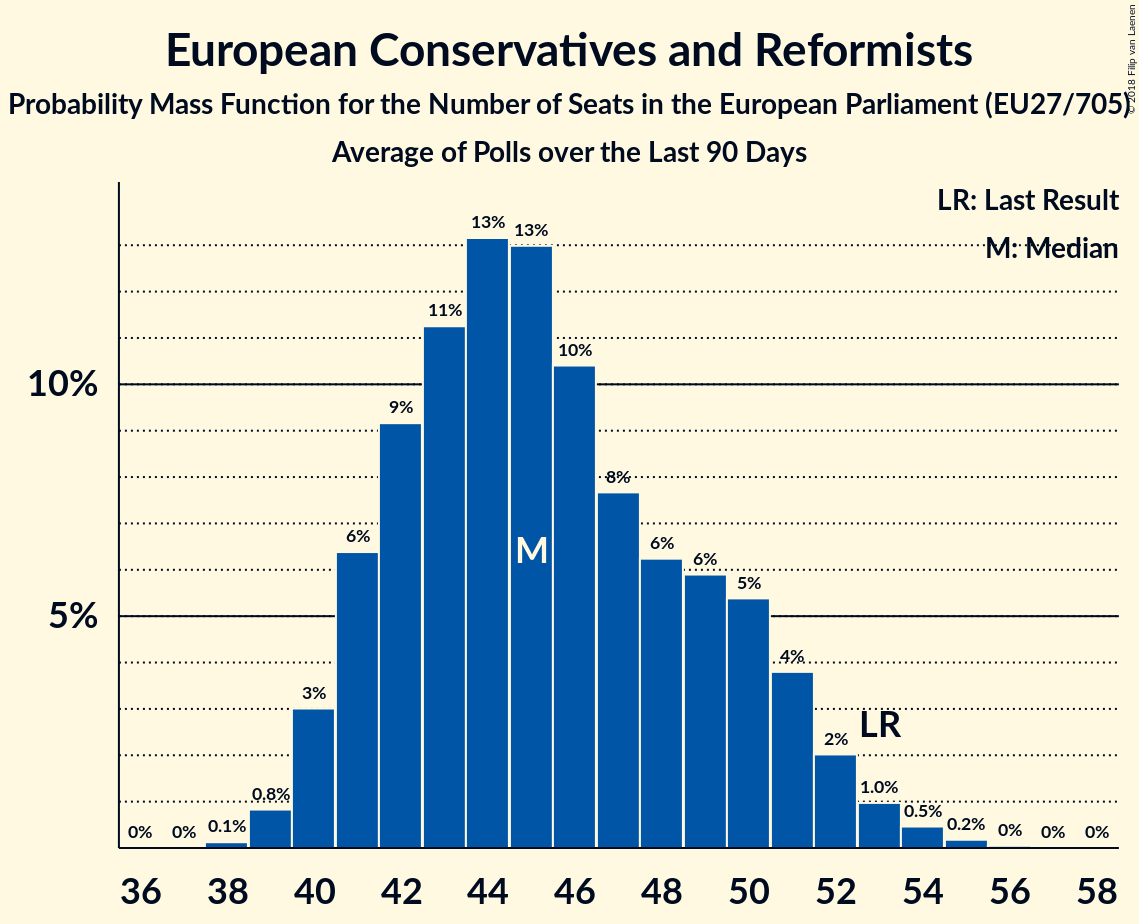 European Conservatives and Reformists
Probability Mass Function for the Number of Seats in the European Parliament (EU27/705)
Average of Polls over the Last 90 Days
© 2018 Filip van Laenen
LR: Last Result
M: Median
13%
13%
11%
10%
10%
9%
8%
6%
M
6%
6%
5%
5%
4%
3%
LR
2%
0.8%
1.0%
0.5%
0% 0% 0.1%
0.2% 0% 0% 0%
36 38 40 42 44 46 48 50 52 54 56 58